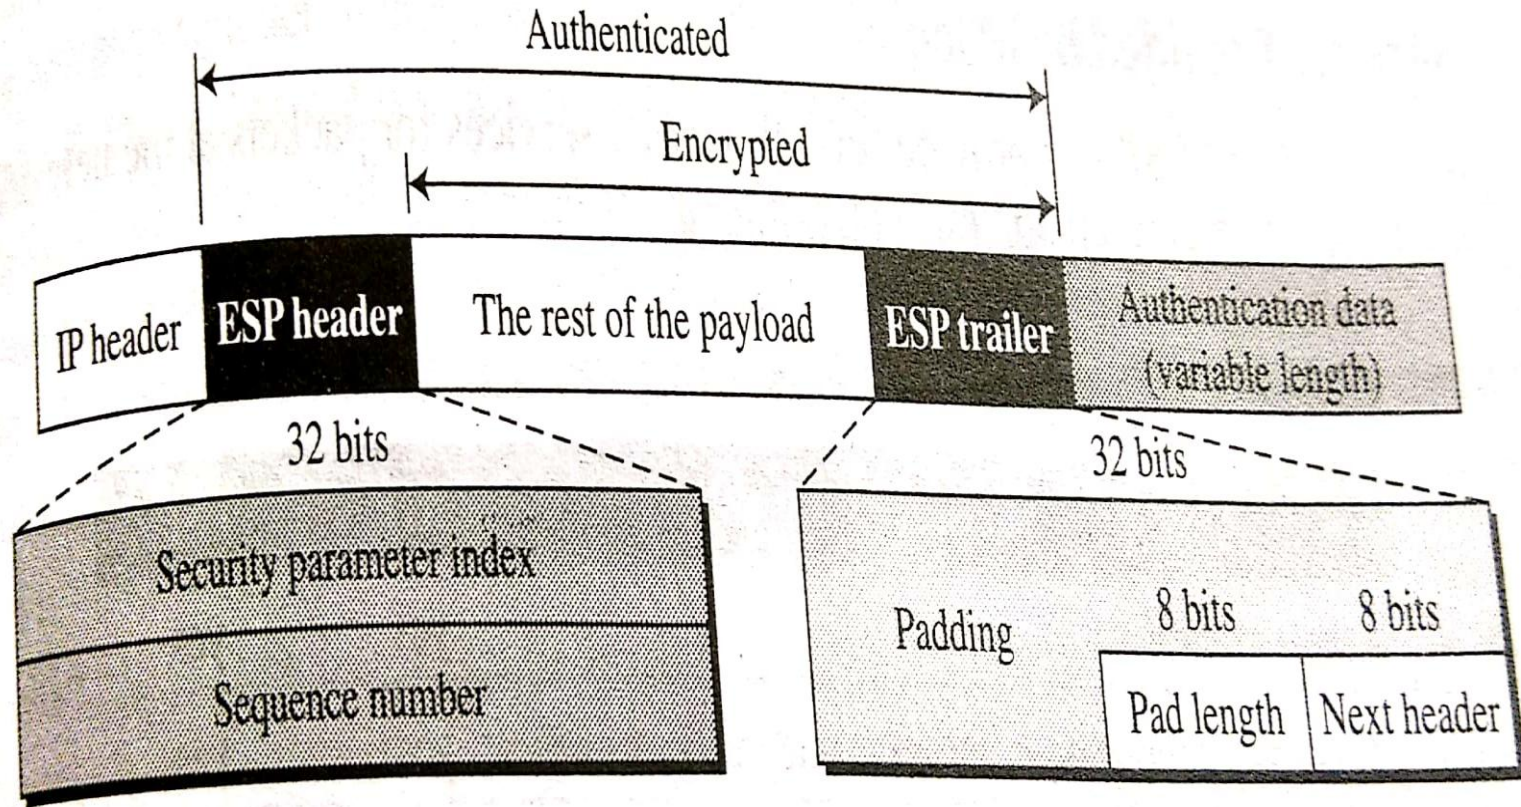 Authenticated
Encrypted
IP header
ESP header
The rest of the payload
ESP trailer
Authentication data
(variable length)
32 bits
32 bits
Security parameter index
Sequence number
Padding
8 bits
8 bits
Pad length
Next header